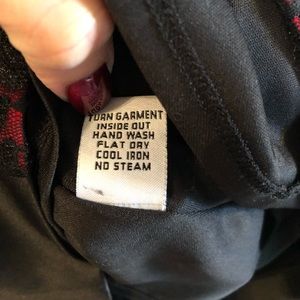 TURN GARMENT
INSIDE OUT
HAND WASH
FLAT DRY
COOL IRON
NO STEAM